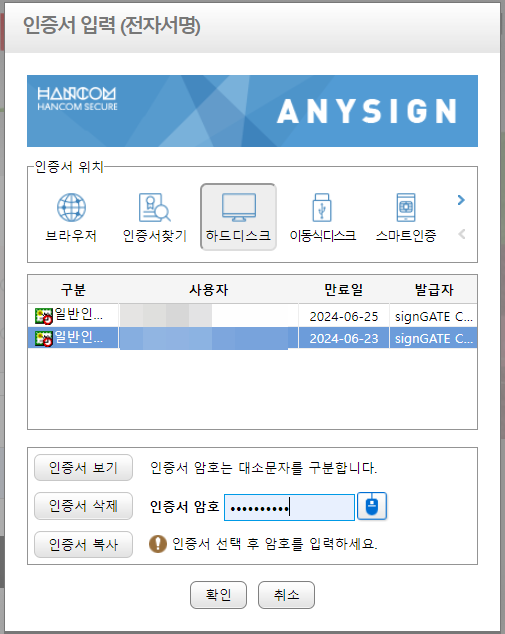 인증서 입력 (전자서명)
HANCOM
HANCOM SECURE
ANYSIGN
인증서 위치
브라우저 인증서찾기 하드디스크 이동식디스크 스마트인증
구분 사용자 만료일 발급자
일반인... 2024-06-25 signGATE C...
일반인... 2024-06-23 signGATE C...
인증서 보기 인증서 암호는 대소문자를 구분합니다.
인증서 삭제 인증서 암호 ••••••••••
인증서 복사 인증서 선택 후 암호를 입력하세요.
확인 취소